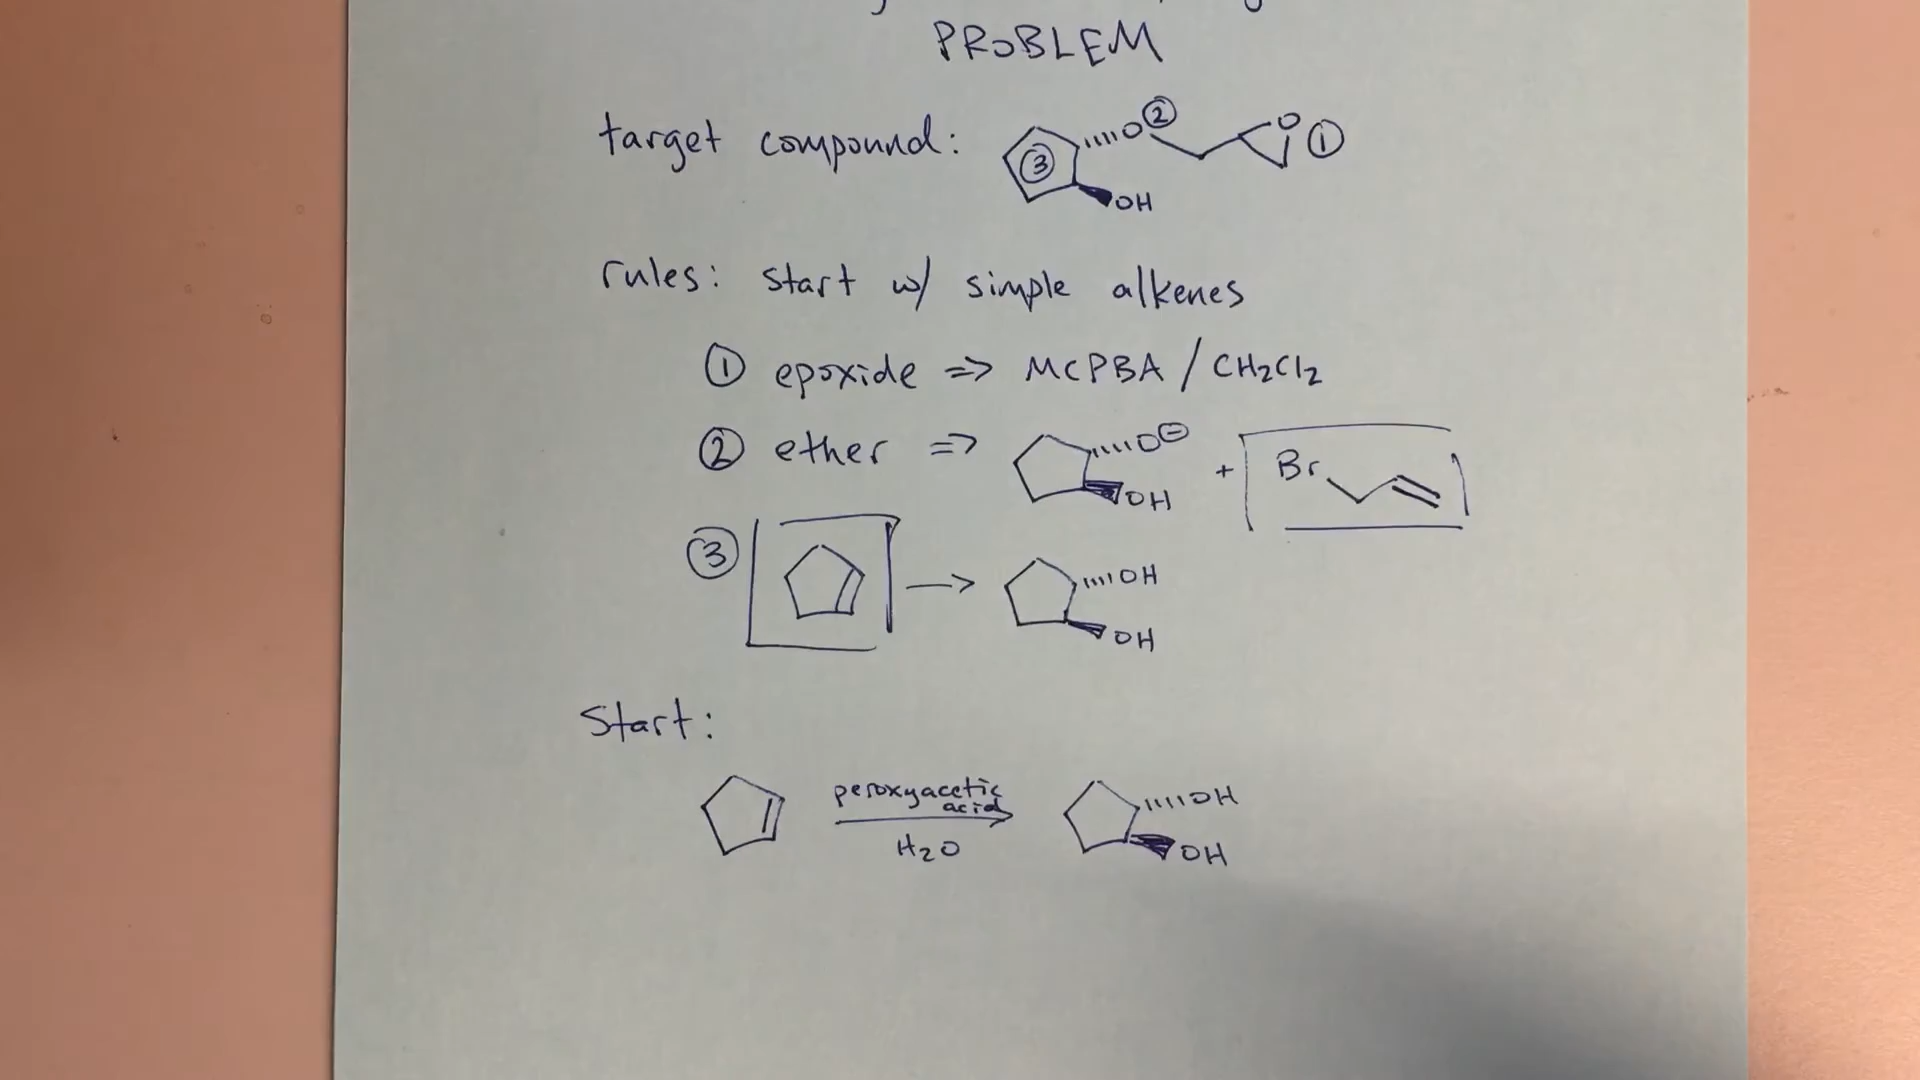 PROBLEM
target compound: ③ O ② O ①
OH
rules: start w/ simple alkenes
① epoxide => MCPBA / CH2Cl2
② ether => O⊖ OH + Br
③ → OH OH
Start:
peroxyacetic acid
H2O
OH
OH